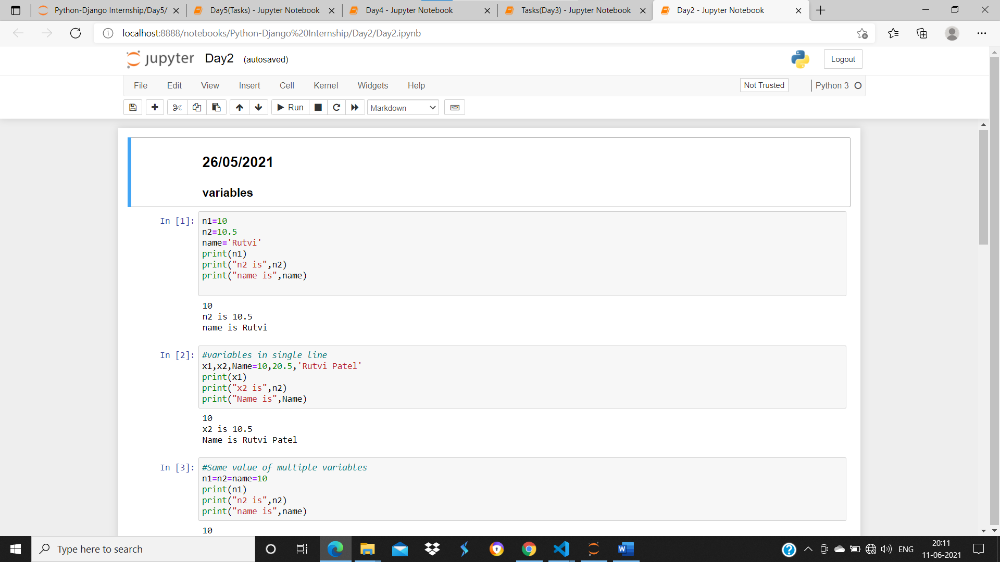 Python-Django Internship/Day5/
Day5(Tasks) - Jupyter Notebook
Day4 - Jupyter Notebook
Tasks(Day3) - Jupyter Notebook
Day2 - Jupyter Notebook
localhost:8888/notebooks/Python-Django%20Internship/Day2/Day2.ipynb
jupyter Day2 (autosaved)
Logout
File Edit View Insert Cell Kernel Widgets Help
Not Trusted
Python 3
Run
Markdown
26/05/2021
variables
In [1]:
n1=10
n2=10.5
name='Rutvi'
print(n1)
print("n2 is",n2)
print("name is",name)
10
n2 is 10.5
name is Rutvi
In [2]:
#variables in single line
x1,x2,Name=10,20.5,'Rutvi Patel'
print(x1)
print("x2 is",n2)
print("Name is",Name)
10
x2 is 10.5
Name is Rutvi Patel
In [3]:
#Same value of multiple variables
n1=n2=name=10
print(n1)
print("n2 is",n2)
print("name is",name)
10
Type here to search
ENG
20:11
11-06-2021